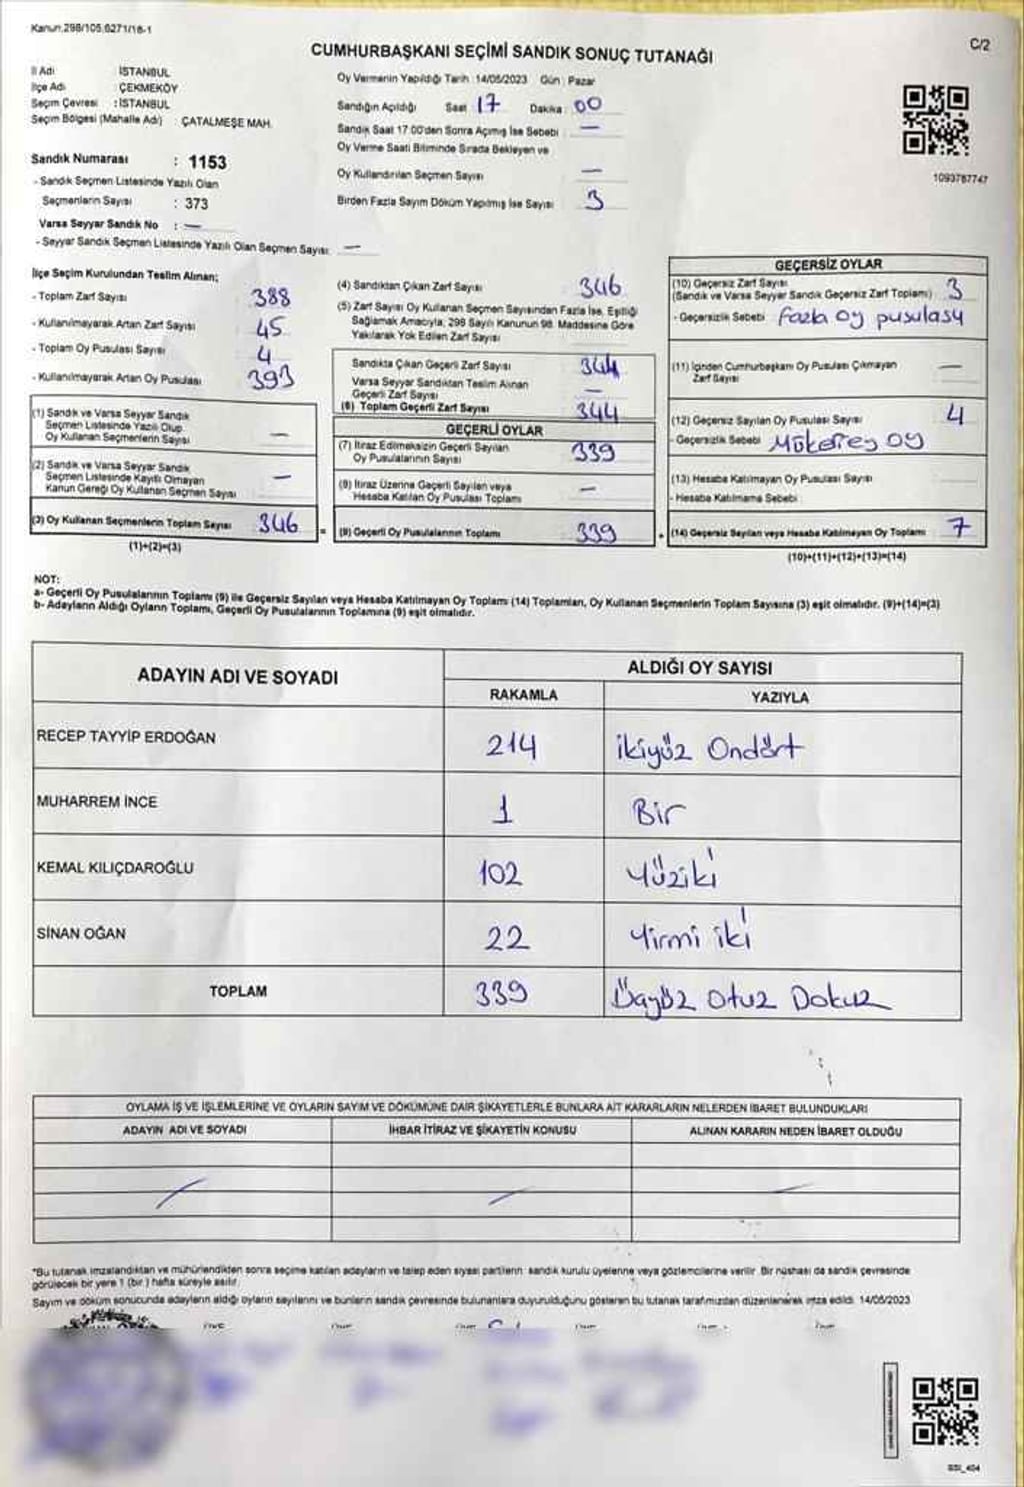 Kanun.298/105,6271/18-1
C/2
CUMHURBAŞKANI SEÇİMİ SANDIK SONUÇ TUTANAĞI
İl Adı : İSTANBUL
İlçe Adı : ÇEKMEKÖY
Seçim Çevresi : İSTANBUL
Seçim Bölgesi (Mahalle Adı) : ÇATALMEŞE MAH.
Sandık Numarası : 1153
- Sandık Seçmen Listesinde Yazılı Olan
Seçmenlerin Sayısı : 373
Varsa Seyyar Sandık No : —
- Seyyar Sandık Seçmen Listesinde Yazılı Olan Seçmen Sayısı: —
Oy Vermenin Yapıldığı Tarih :14/05/2023 Gün : Pazar
Sandığın Açıldığı Saat 17 Dakika : 00
Sandık Saat 17.00'den Sonra Açımış İse Sebebi : —
Oy Verme Saati Bitiminde Sırada Bekleyen ve
Oy Kullandırılan Seçmen Sayısı —
Birden Fazla Sayım Döküm Yapılmış İse Sayısı : 3
1093767747
İlçe Seçim Kurulundan Teslim Alınan;
- Toplam Zarf Sayısı 388
- Kullanılmayarak Artan Zarf Sayısı 45
- Toplam Oy Pusulası Sayısı 4
- Kullanılmayarak Artan Oy Pusulası 393
(1) Sandık ve Varsa Seyyar Sandık
Seçmen Listesinde Yazılı Olup
Oy Kullanan Seçmenlerin Sayısı —
(2) Sandık ve Varsa Seyyar Sandık
Seçmen Listesinde Kayıtlı Olmayan
Kanun Gereği Oy Kullanan Seçmen Sayısı —
(3) Oy Kullanan Seçmenlerin Toplam Sayısı 346
(1)+(2)=(3)
(4) Sandıktan Çıkan Zarf Sayısı 346
(5) Zarf Sayısı Oy Kullanan Seçmen Sayısından Fazla İse, Eşitliği
Sağlamak Amacıyla, 298 Sayılı Kanunun 98. Maddesine Göre
Yakılarak Yok Edilen Zarf Sayısı
Sandıkta Çıkan Geçerli Zarf Sayısı 344
Varsa Seyyar Sandıktan Teslim Alınan
Geçerli Zarf Sayısı —
(6) Toplam Geçerli Zarf Sayısı 344
GEÇERLİ OYLAR
(7) İtiraz Edilmeksizin Geçerli Sayılan
Oy Pusulalarının Sayısı 339
(8) İtiraz Üzerine Geçerli Sayılan veya
Hesaba Katılan Oy Pusulası Toplamı —
= (9) Geçerli Oy Pusulalarının Toplamı 339
GEÇERSİZ OYLAR
(10) Geçersiz Zarf Sayısı
(Sandık ve Varsa Seyyar Sandık Geçersiz Zarf Toplamı) 3
- Geçersizlik Sebebi Fazla oy pusulası
(11) İçinden Cumhurbaşkanı Oy Pusulası Çıkmayan
Zarf Sayısı —
(12) Geçersiz Sayılan Oy Pusulası Sayısı 4
- Geçersizlik Sebebi
(13) Hesaba Katılmayan Oy Pusulası Sayısı
- Hesaba Katılmama Sebebi
+ (14) Geçersiz Sayılan veya Hesaba Katılmayan Oy Toplamı 7
(10)+(11)+(12)+(13)=(14)
NOT:
a- Geçerli Oy Pusulalarının Toplamı (9) ile Geçersiz Sayılan veya Hesaba Katılmayan Oy Toplamı (14) Toplamları, Oy Kullanan Seçmenlerin Toplam Sayısına (3) eşit olmalıdır. (9)+(14)=(3)
b- Adayların Aldığı Oyların Toplamı, Geçerli Oy Pusulalarının Toplamına (9) eşit olmalıdır.
ADAYIN ADI VE SOYADI
ALDIĞI OY SAYISI
RAKAMLA YAZIYLA
RECEP TAYYİP ERDOĞAN 214 ikiyüz Ondört
MUHARREM İNCE 1 Bir
KEMAL KILIÇDAROĞLU 102 Yüziki
SİNAN OĞAN 22 Yirmi iki
TOPLAM 339 Üçyüz Otuz Dokuz
OYLAMA İŞ VE İŞLEMLERİNE VE OYLARIN SAYIM VE DÖKÜMÜNE DAİR ŞİKAYETLERLE BUNLARA AİT KARARLARIN NELERDEN İBARET BULUNDUKLARI
ADAYIN ADI VE SOYADI İHBAR İTİRAZ VE ŞİKAYETİN KONUSU ALINAN KARARIN NEDEN İBARET OLDUĞU
*Bu tutanak imzalandıktan ve mühürlendikten sonra seçime katılan adayların ve talep eden siyasi partilerin sandık kurulu üyelerine veya gözlemcilerine verilir. Bir nüshası da sandık çevresinde
görülecek bir yere 1 (bir) hafta süreyle asılır.
Sayım ve döküm sonucunda adayların aldığı oyların sayılarını ve bunların sandık çevresinde bulunanlara duyurulduğunu gösteren bu tutanak tarafımızdan düzenlenerek imza edildi. 14/05/2023